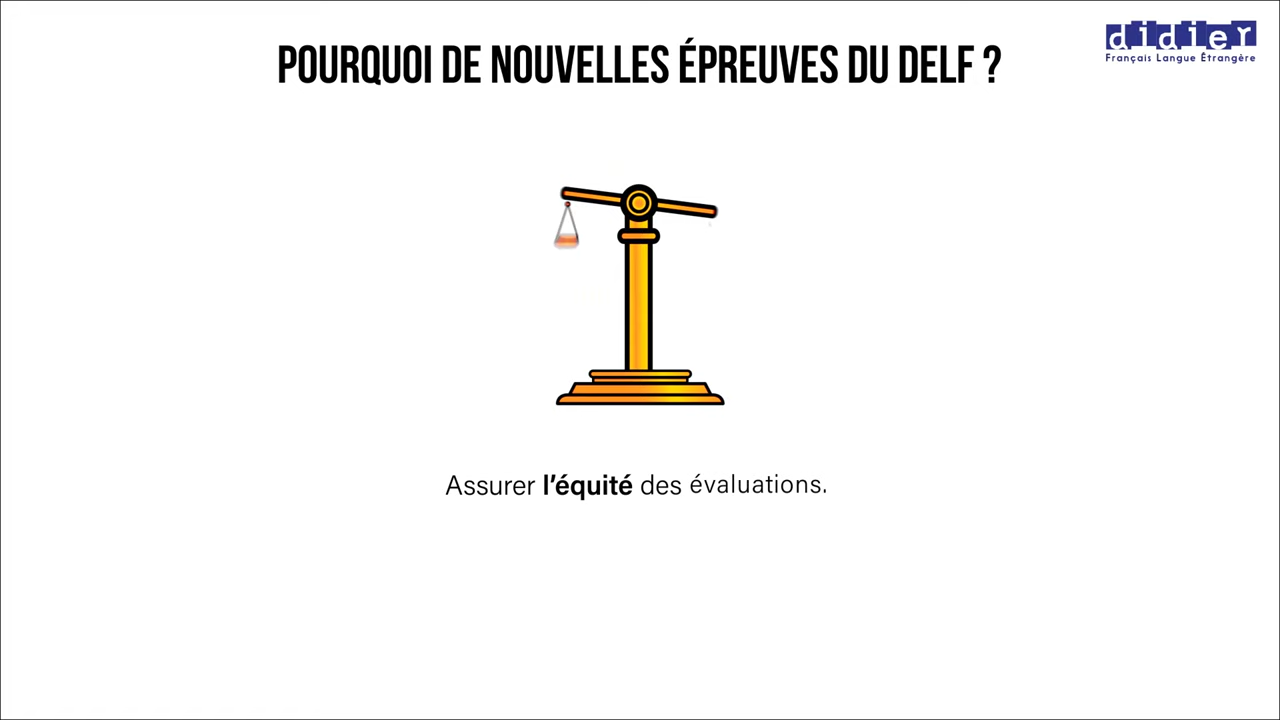 POURQUOI DE NOUVELLES ÉPREUVES DU DELF ?
didier
Français Langue Étrangère
Assurer l’équité des évaluations.